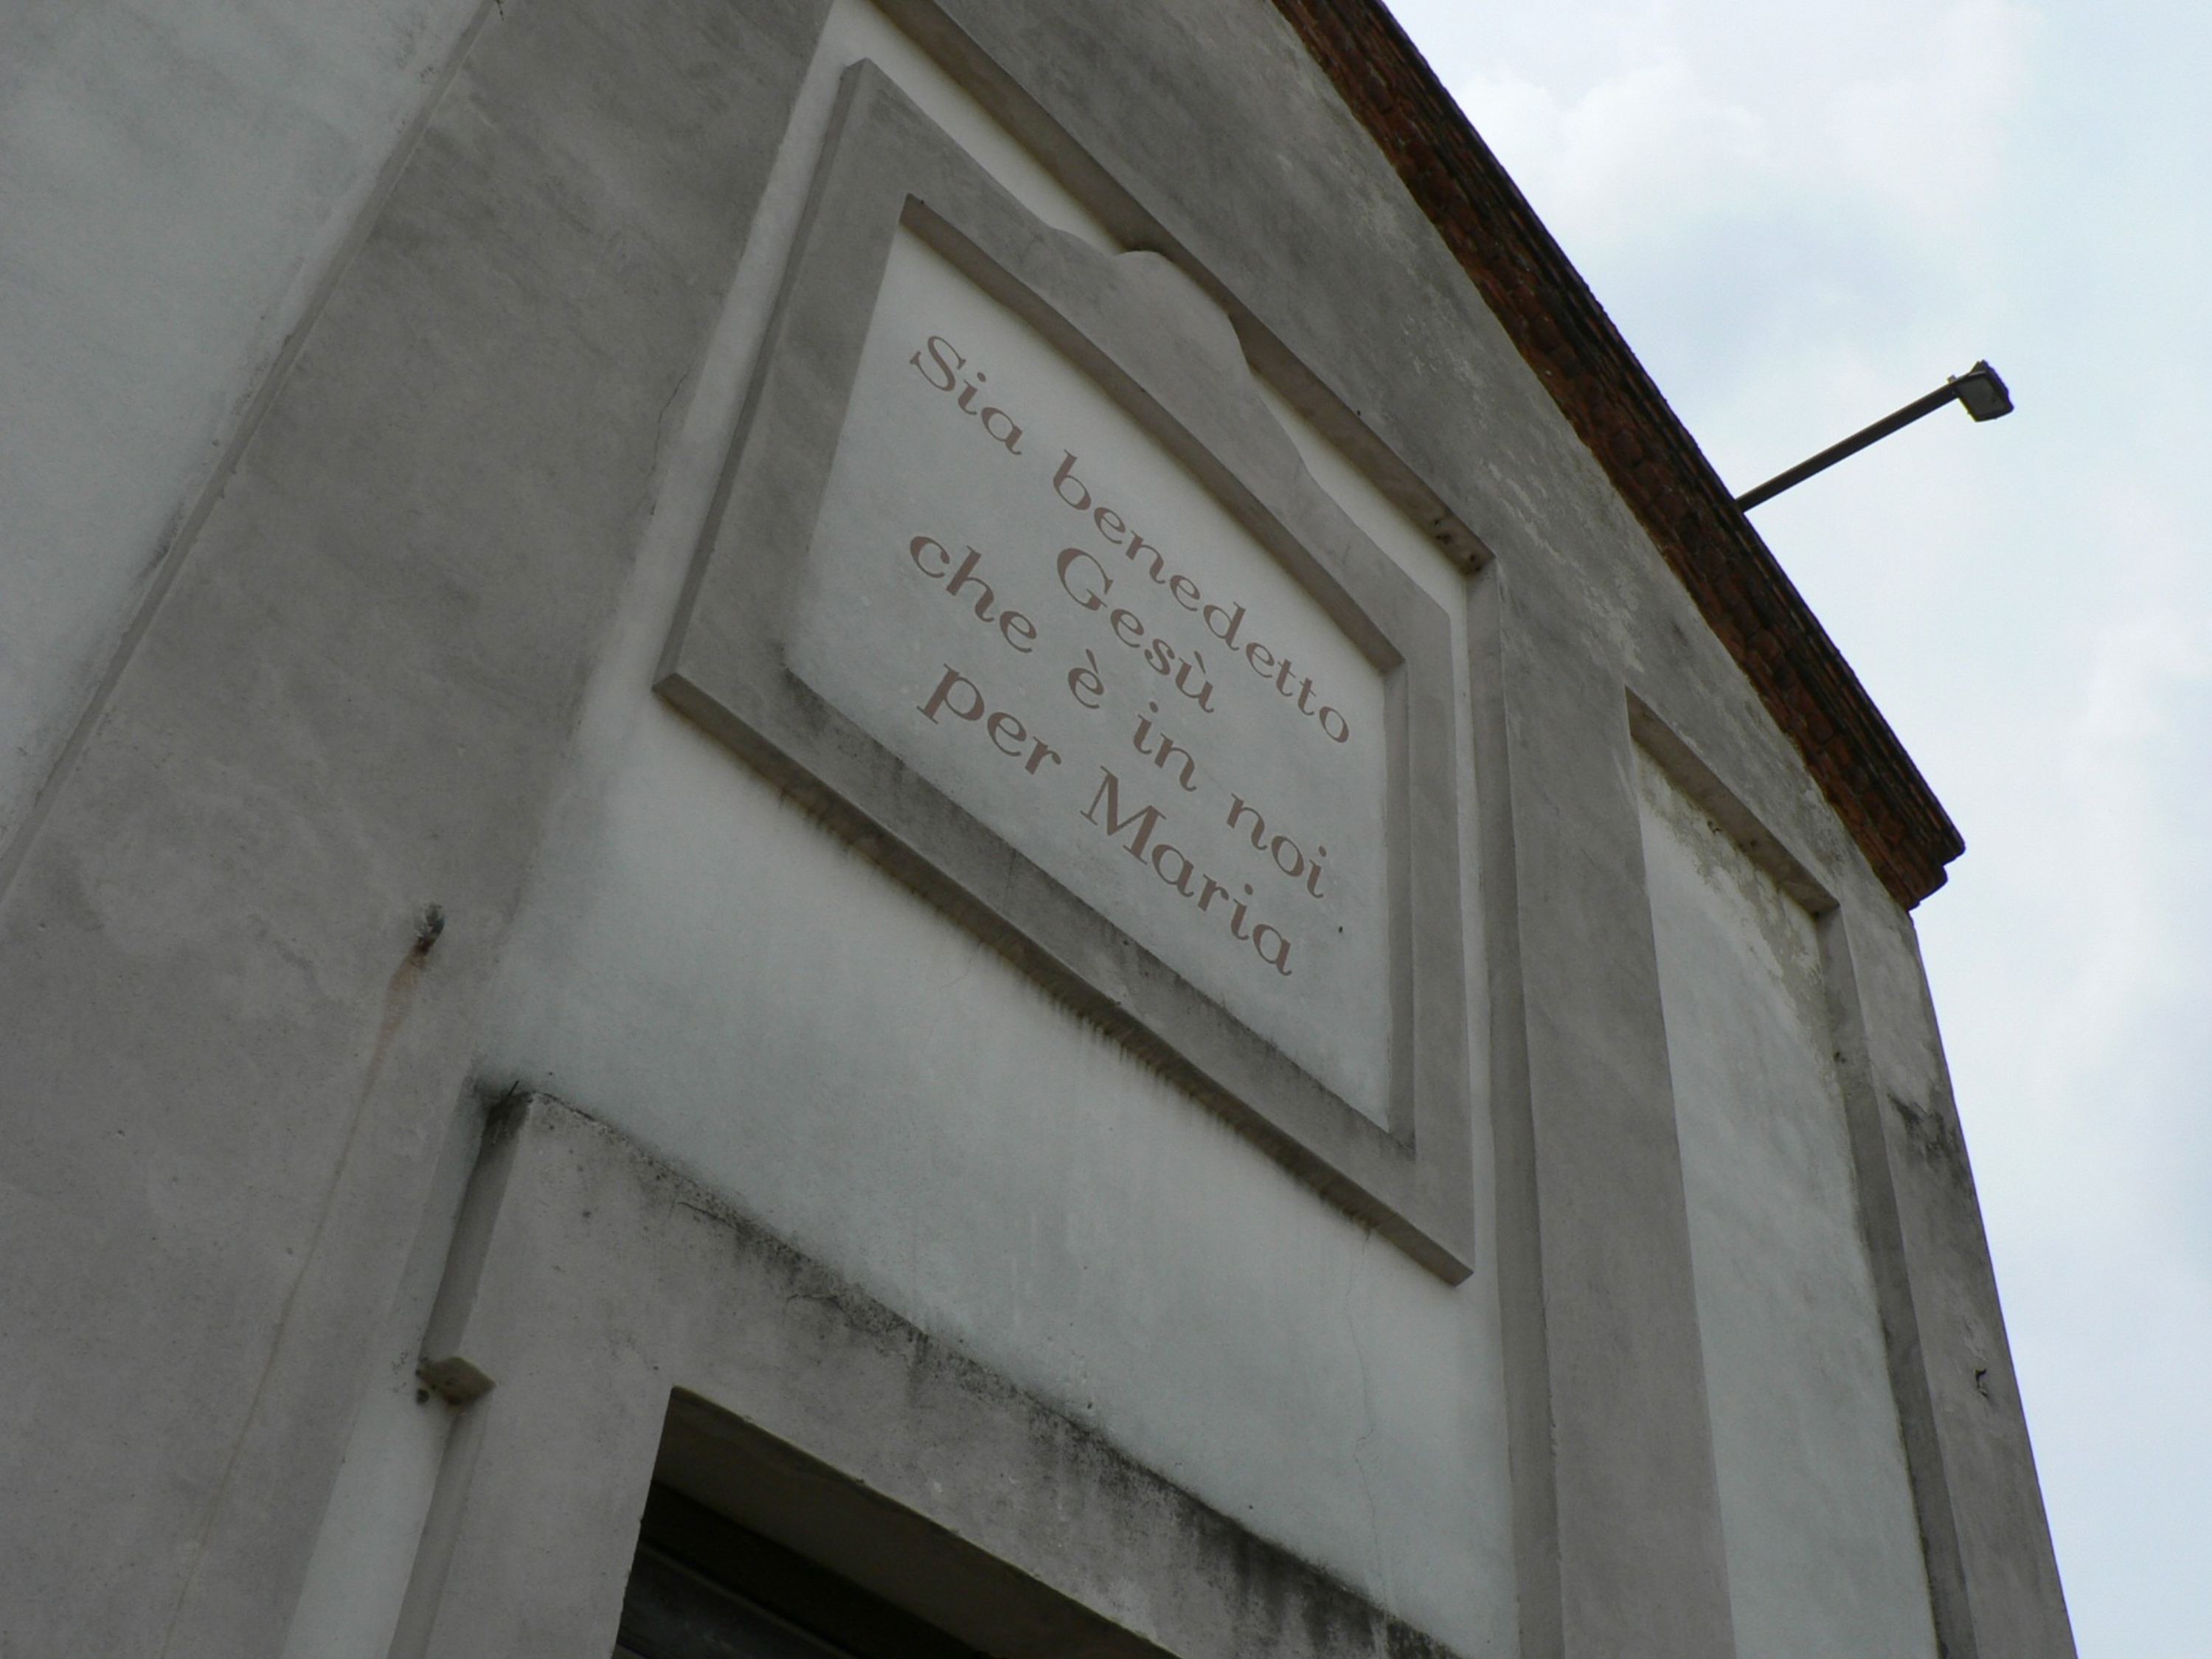 Sia benedetto
Gesù
che è in noi
per Maria